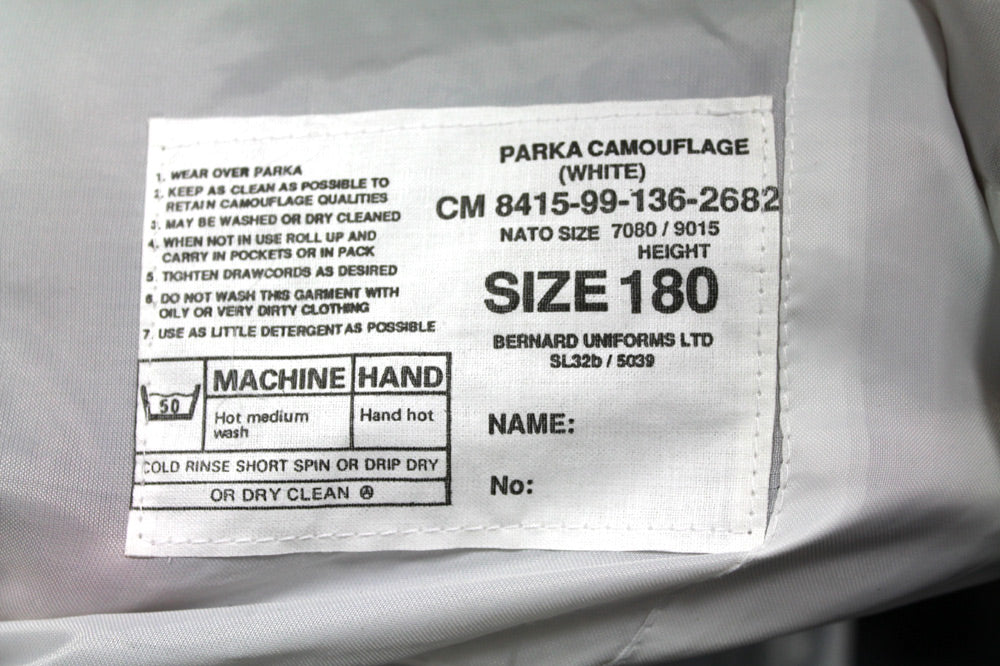 1. WEAR OVER PARKA
2. KEEP AS CLEAN AS POSSIBLE TO
RETAIN CAMOUFLAGE QUALITIES
3. MAY BE WASHED OR DRY CLEANED
4. WHEN NOT IN USE ROLL UP AND
CARRY IN POCKETS OR IN PACK
5. TIGHTEN DRAWCORDS AS DESIRED
6. DO NOT WASH THIS GARMENT WITH
OILY OR VERY DIRTY CLOTHING
7. USE AS LITTLE DETERGENT AS POSSIBLE
50
MACHINE HAND
Hot medium
wash
Hand hot
COLD RINSE SHORT SPIN OR DRIP DRY
OR DRY CLEAN Ⓐ
PARKA CAMOUFLAGE
(WHITE)
CM 8415-99-136-2682
NATO SIZE 7080 / 9015
HEIGHT
SIZE 180
BERNARD UNIFORMS LTD
SL32b / 5039
NAME:
No: